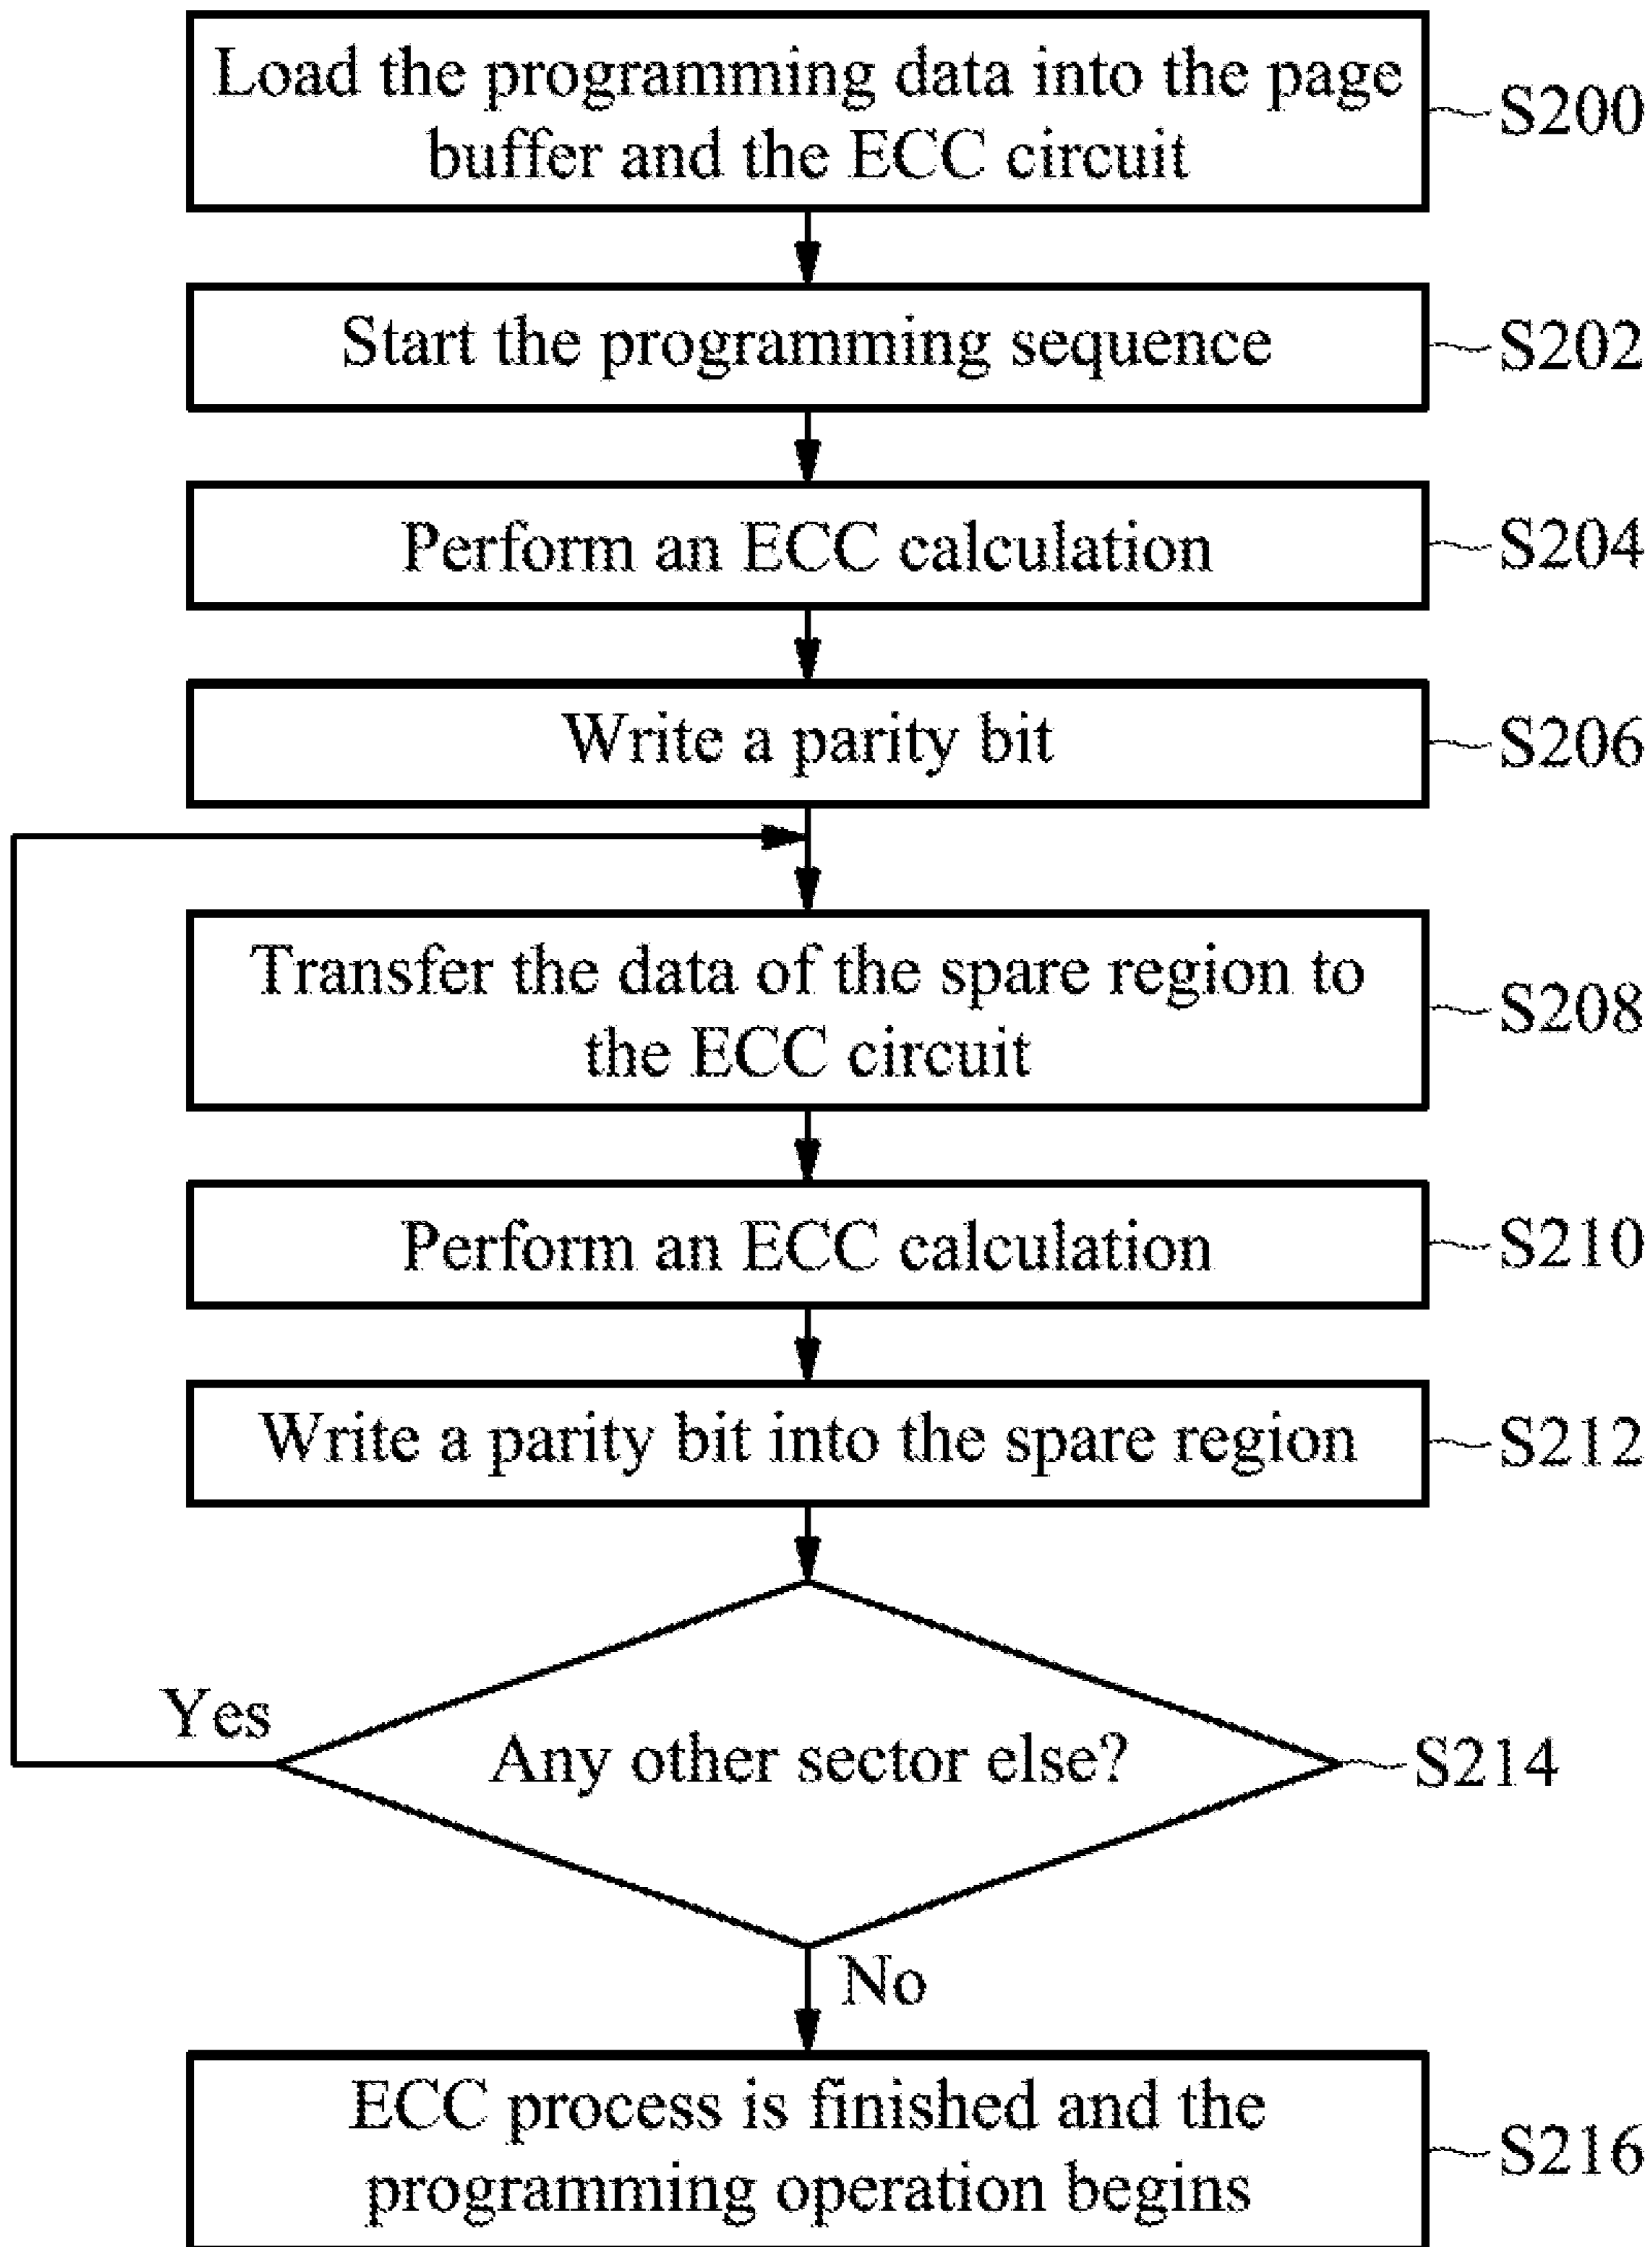 Load the programming data into the page
buffer and the ECC circuit
S200
Start the programming sequence
S202
Perform an ECC calculation
S204
Write a parity bit
S206
Transfer the data of the spare region to
the ECC circuit
S208
Perform an ECC calculation
S210
Write a parity bit into the spare region
S212
Yes
Any other sector else?
S214
No
ECC process is finished and the
programming operation begins
S216